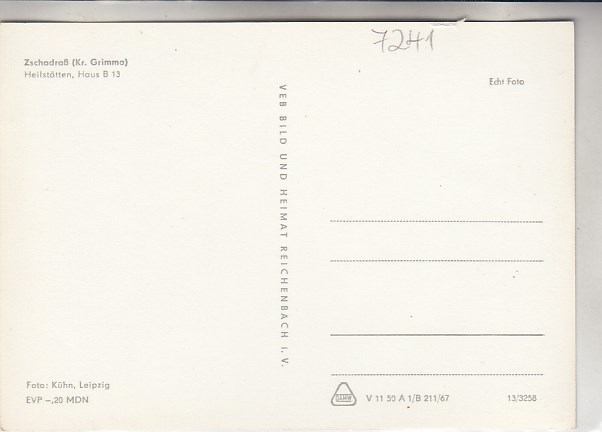 7241
Zschadraß (Kr. Grimma)
Heilstätten, Haus B 13
Echt Foto
VEB BILD UND HEIMAT REICHENBACH I. V.
Foto: Kühn, Leipzig
EVP –,20 MDN
DAMW
V 11 50 A 1/B 211/67
13/3258